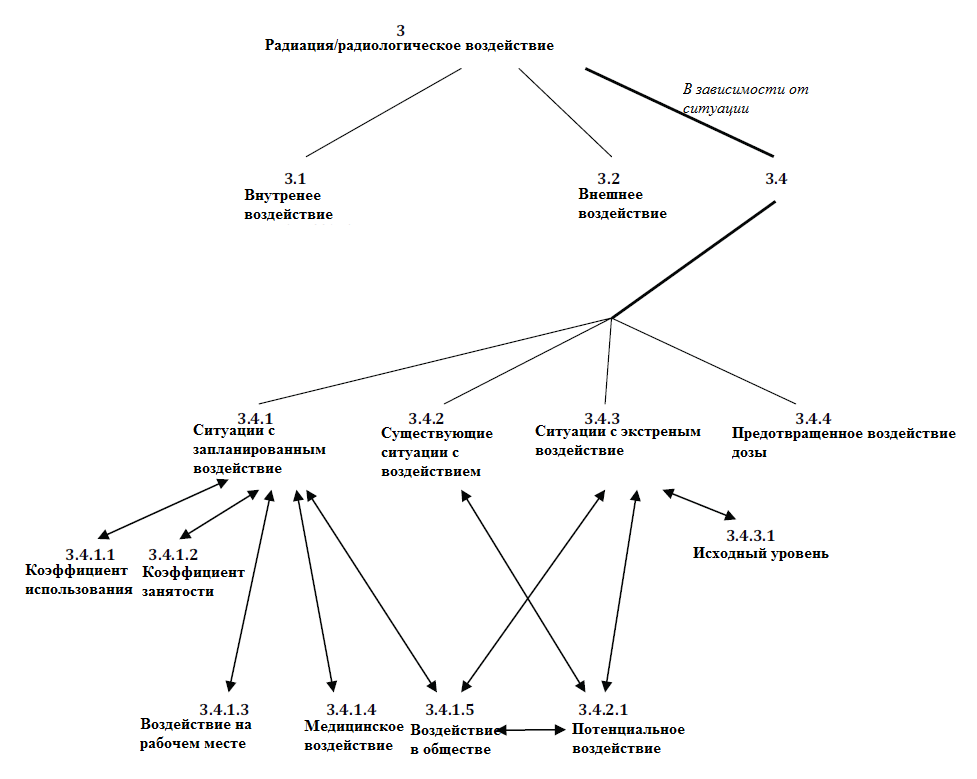 3
Радиация/радиологическое воздействие
В зависимости от
ситуации
3.1
Внутренее
воздействие
3.2
Внешнее
воздействие
3.4
3.4.1
Ситуации с
запланированным
воздействие
3.4.2
Существующие
ситуации с
воздействием
3.4.3
Ситуации с экстреным
воздействие
3.4.4
Предотвращенное воздействие
дозы
3.4.1.1
Коэффициент
использования
3.4.1.2
Коэффициент
занятости
3.4.3.1
Исходный уровень
3.4.1.3
Воздействие на
рабочем месте
3.4.1.4
Медицинское
воздействие
3.4.1.5
Воздействие
в обществе
3.4.2.1
Потенциальное
воздействие